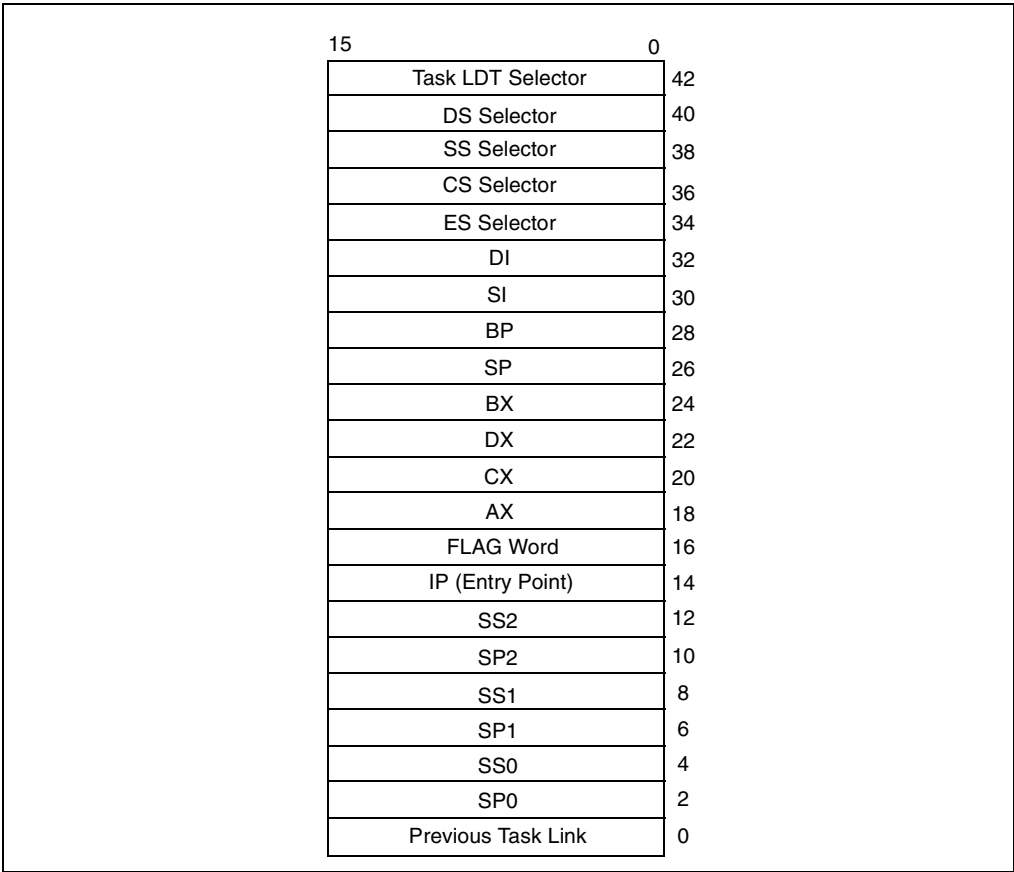 15 0
Task LDT Selector 42
DS Selector 40
SS Selector 38
CS Selector 36
ES Selector 34
DI 32
SI 30
BP 28
SP 26
BX 24
DX 22
CX 20
AX 18
FLAG Word 16
IP (Entry Point) 14
SS2 12
SP2 10
SS1 8
SP1 6
SS0 4
SP0 2
Previous Task Link 0